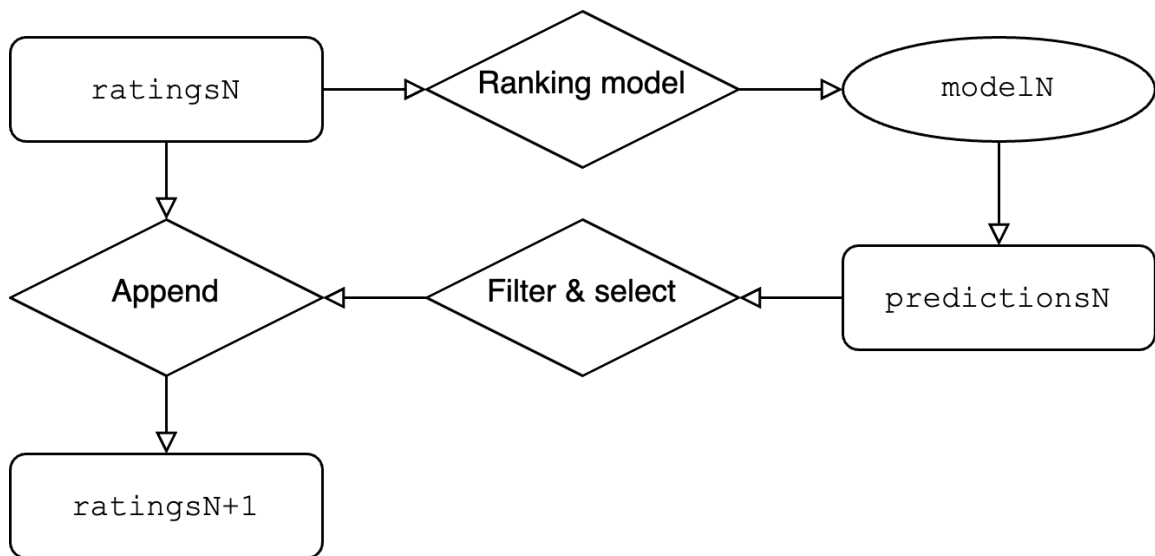 ratingsN
Ranking model
modelN
Append
Filter & select
predictionsN
ratingsN+1